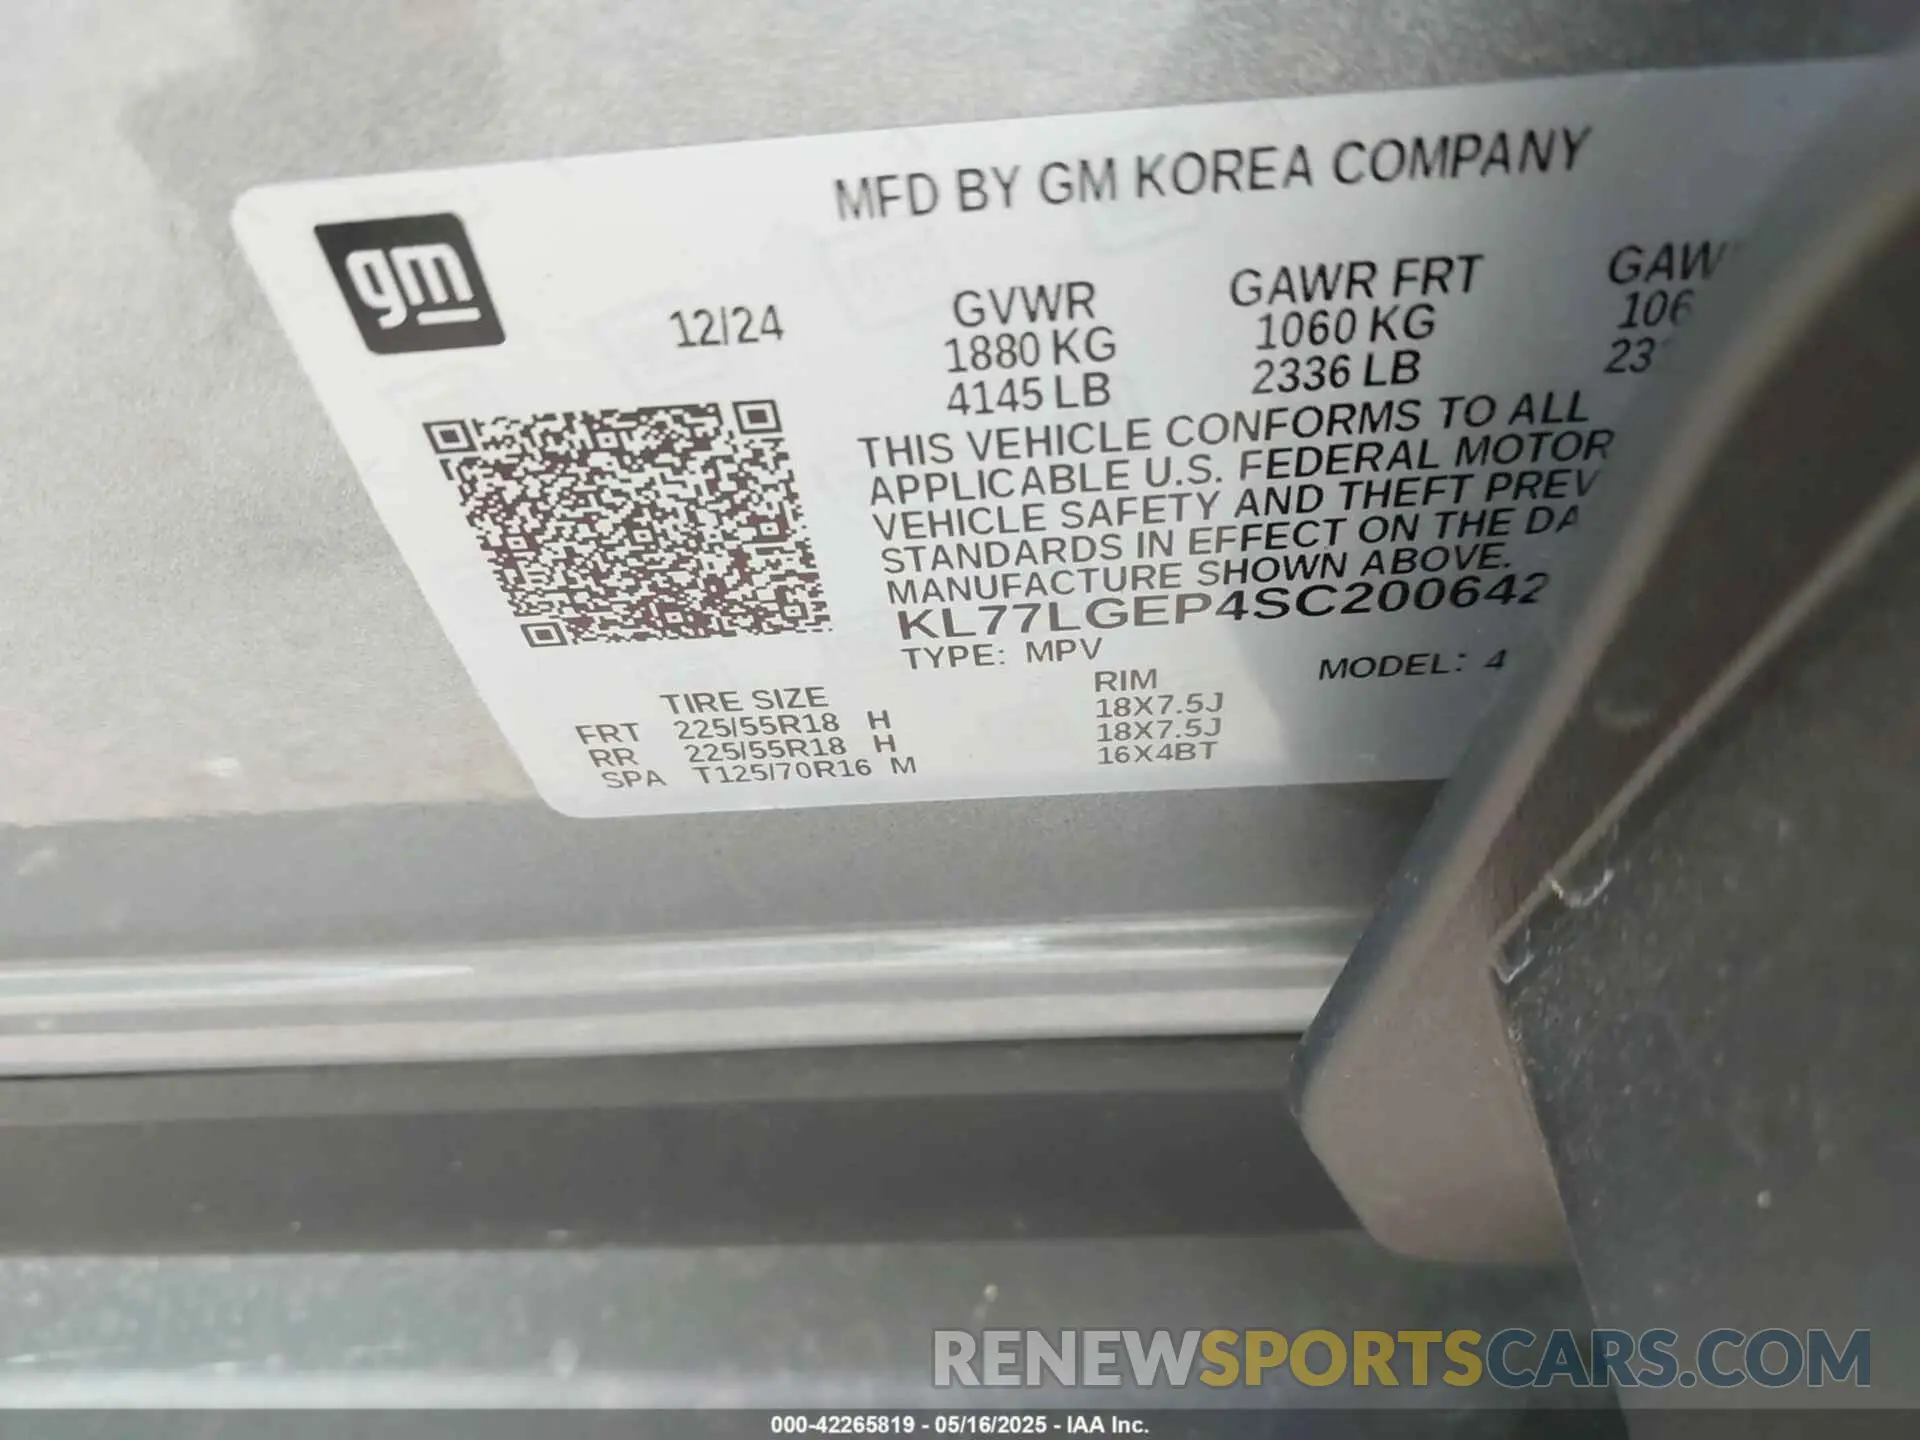 MFD BY GM KOREA COMPANY
gm
12/24
GVWR
1880 KG
4145 LB
GAWR FRT
1060 KG
2336 LB
THIS VEHICLE CONFORMS TO ALL
APPLICABLE U.S. FEDERAL MOTOR
VEHICLE SAFETY AND THEFT PREV
STANDARDS IN EFFECT ON THE DA
MANUFACTURE SHOWN ABOVE.
KL77LGEP4SC200642
TYPE: MPV
MODEL: 4
TIRE SIZE RIM
FRT 225/55R18 H 18X7.5J
RR 225/55R18 H 18X7.5J
SPA T125/70R16 M 16X4BT
RENEWSPORTSCARS.COM
000-42265819 - 05/16/2025 - IAA Inc.